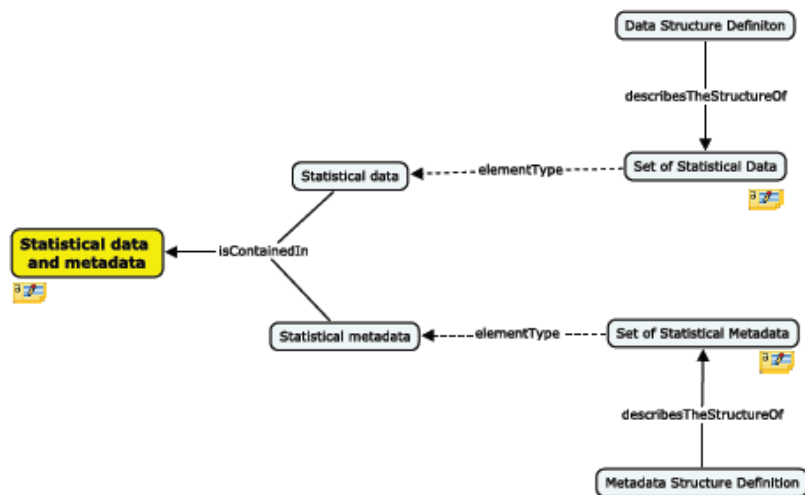 Data Structure Definiton
describesTheStructureOf
Statistical data
elementType
Set of Statistical Data
Statistical data
and metadata
isContainedIn
Statistical metadata
elementType
Set of Statistical Metadata
describesTheStructureOf
Metadata Structure Definition